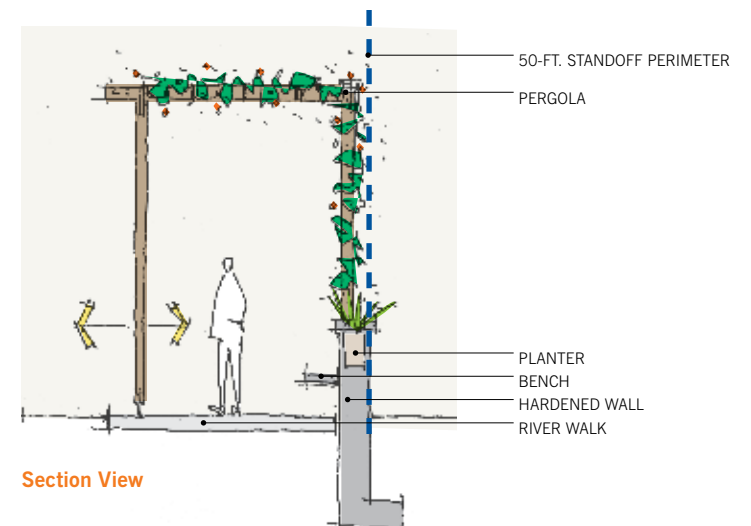 50-FT. STANDOFF PERIMETER
PERGOLA
PLANTER
BENCH
HARDENED WALL
RIVER WALK
Section View